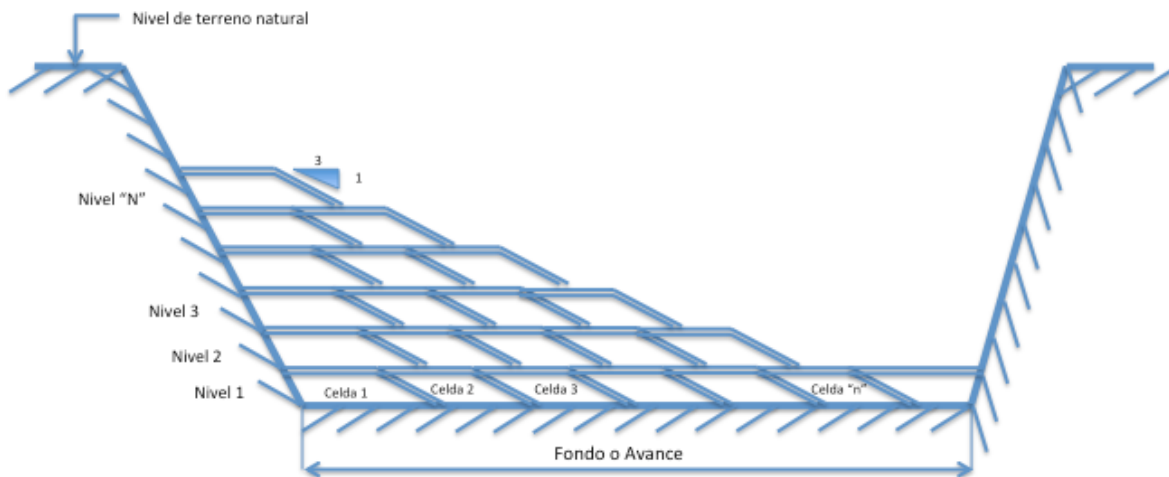 Nivel de terreno natural
3
1
Nivel “N”
Nivel 3
Nivel 2
Nivel 1
Celda 1
Celda 2
Celda 3
Celda “n”
Fondo o Avance